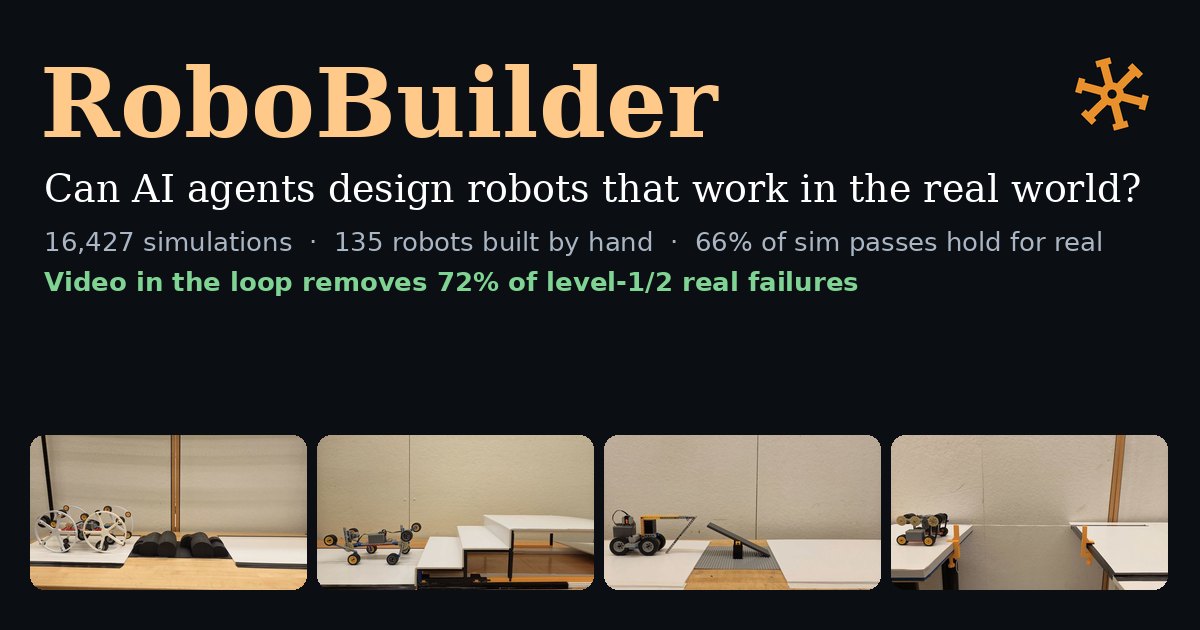 RoboBuilder
Can AI agents design robots that work in the real world?
16,427 simulations · 135 robots built by hand · 66% of sim passes hold for real
Video in the loop removes 72% of level-1/2 real failures